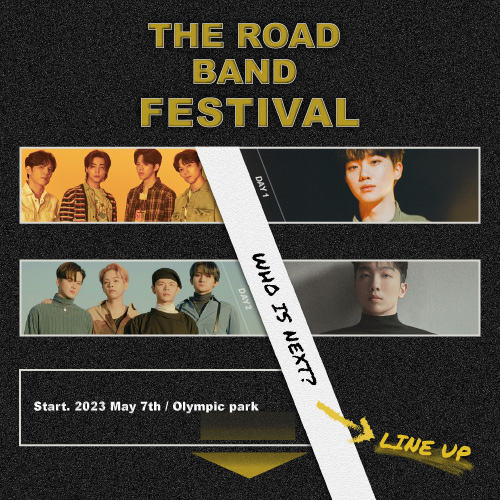 THE ROAD
BAND
FESTIVAL
DAY 1
DAY 2
WHO IS NEXT?
Start. 2023 May 7th / Olympic park
LINE UP